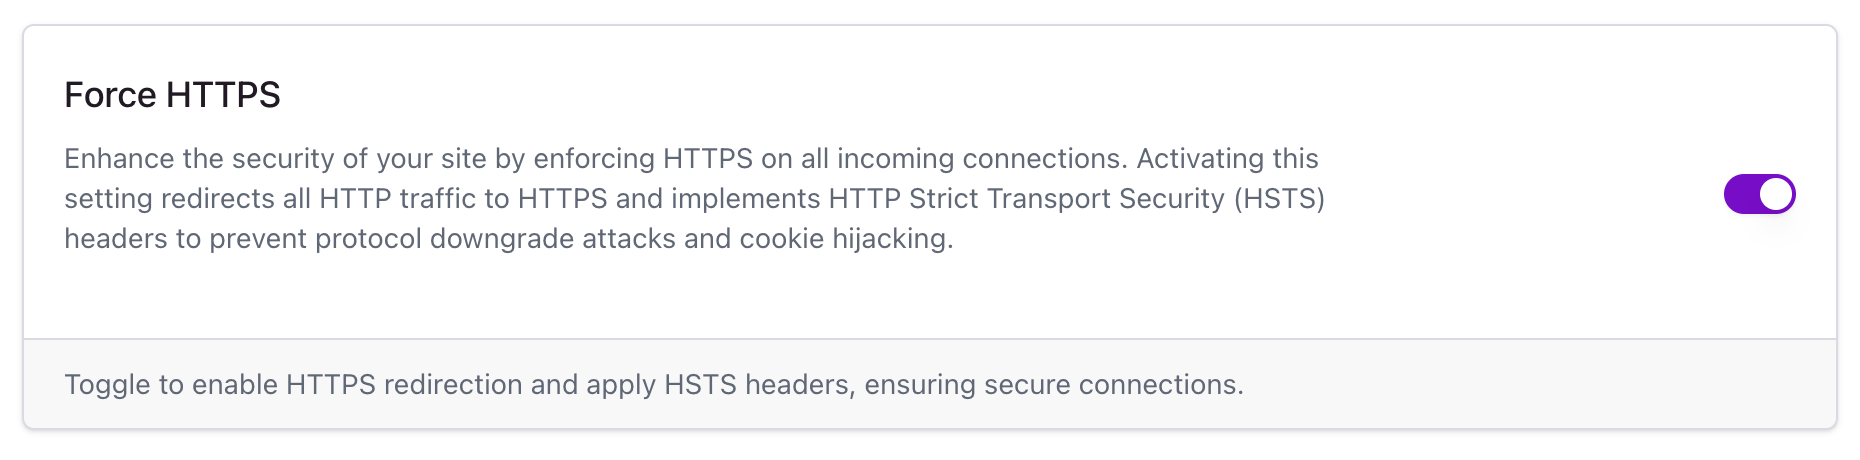 Force HTTPS
Enhance the security of your site by enforcing HTTPS on all incoming connections. Activating this
setting redirects all HTTP traffic to HTTPS and implements HTTP Strict Transport Security (HSTS)
headers to prevent protocol downgrade attacks and cookie hijacking.
Toggle to enable HTTPS redirection and apply HSTS headers, ensuring secure connections.